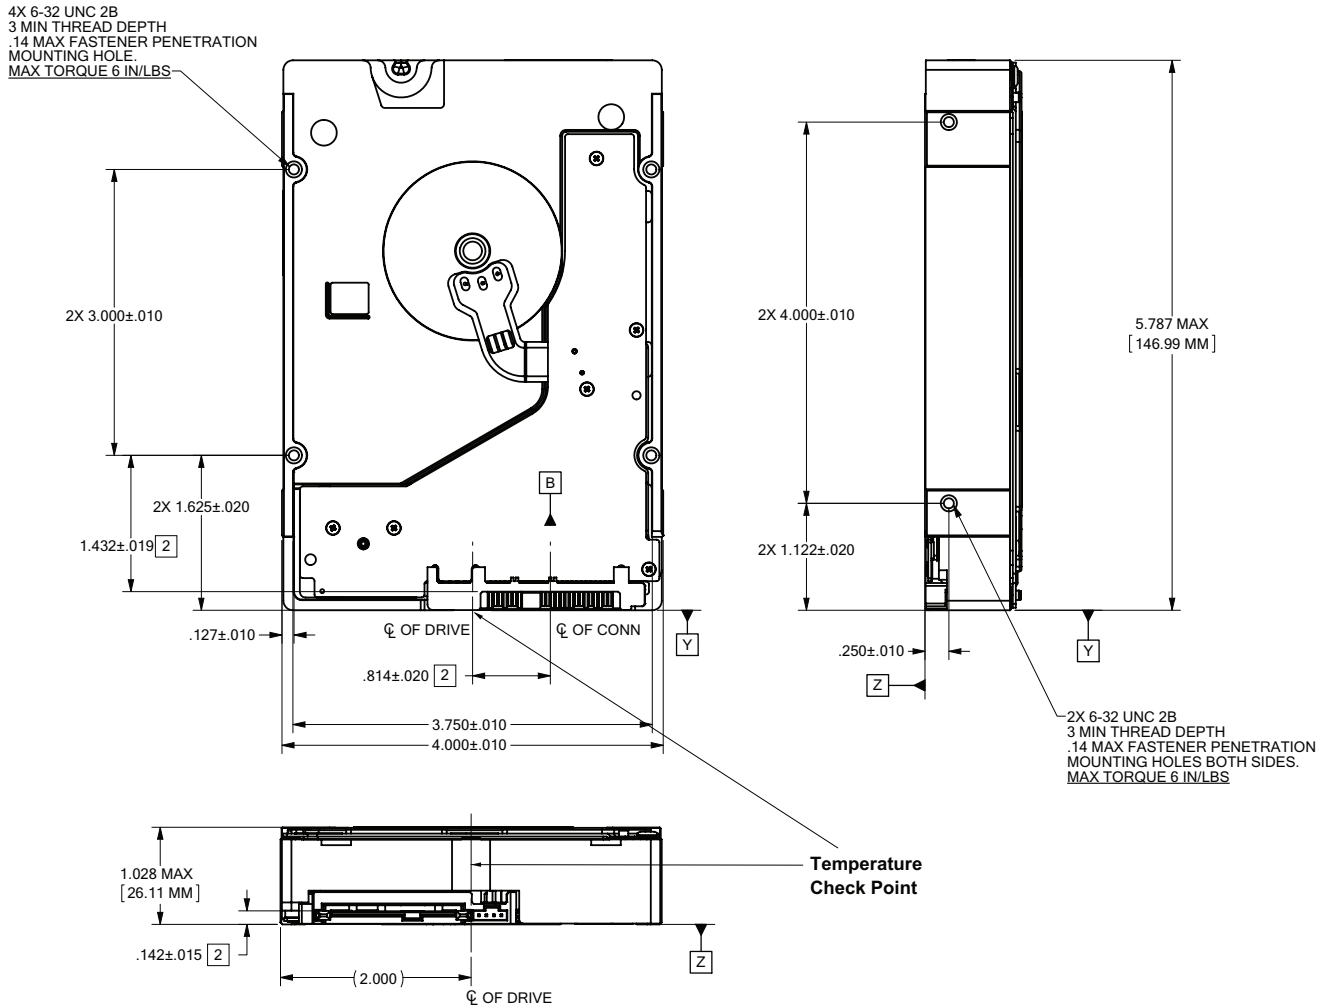 4X 6-32 UNC 2B
3 MIN THREAD DEPTH
.14 MAX FASTENER PENETRATION
MOUNTING HOLE.
MAX TORQUE 6 IN/LBS
2X 3.000±.010
2X 1.625±.020
1.432±.019 2
B
.127±.010
℄ OF DRIVE
℄ OF CONN
Y
.814±.020 2
3.750±.010
4.000±.010
2X 4.000±.010
5.787 MAX
[146.99 MM]
2X 1.122±.020
.250±.010
Y
Z
2X 6-32 UNC 2B
3 MIN THREAD DEPTH
.14 MAX FASTENER PENETRATION
MOUNTING HOLES BOTH SIDES.
MAX TORQUE 6 IN/LBS
1.028 MAX
[26.11 MM]
.142±.015 2
(2.000)
℄ OF DRIVE
Z
Temperature
Check Point